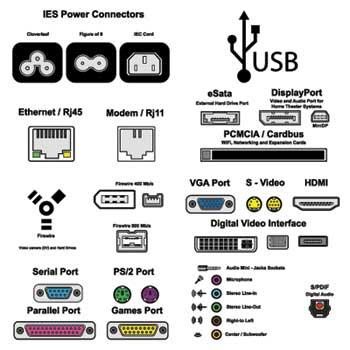 IES Power Connectors
Cloverleaf
Figure of 8
IEC Cord
USB
eSata
External Hard Drive Port
DisplayPort
Video and Audio Port for
Home Theater Systems
MiniDP
Ethernet / Rj45
Modem / Rj11
PCMCIA / Cardbus
WiFi, Networking and Expansion Cards
Firewire
Video camera (DV) and Hard Drives
Firewire 400 Mb/s
Firewire 800 Mb/s
VGA Port
S - Video
HDMI
Digital Video Interface
Serial Port
PS/2 Port
Parallel Port
Games Port
Audio Mini - Jacks Sockets
Microphone
Stereo Line-In
Stereo Line-Out
Right-to Left
Center / Subwoofer
S/PDIF
Digital Audio